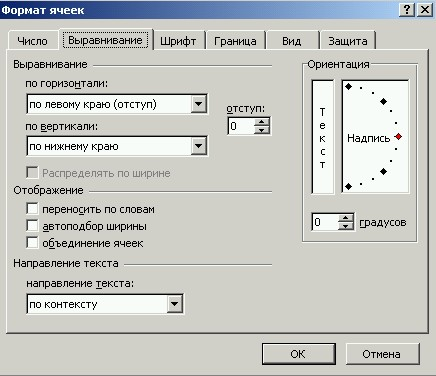 Формат ячеек
Число Выравнивание Шрифт Граница Вид Защита
Выравнивание
по горизонтали:
по левому краю (отступ)
отступ:
0
по вертикали:
по нижнему краю
Распределять по ширине
Отображение
переносить по словам
автоподбор ширины
объединение ячеек
Направление текста
направление текста:
по контексту
Ориентация
Текст
Надпись
0 градусов
ОК Отмена